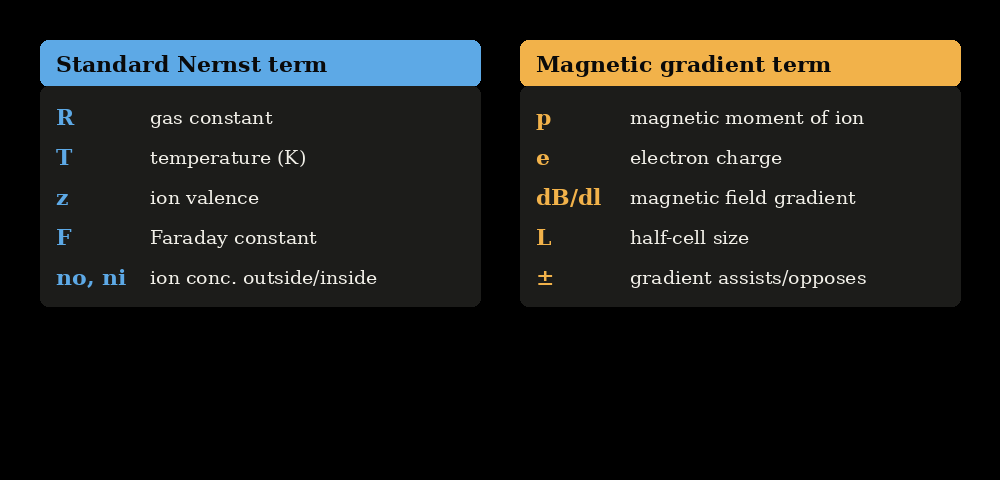 Standard Nernst term
R gas constant
T temperature (K)
z ion valence
F Faraday constant
no, ni ion conc. outside/inside
Magnetic gradient term
p magnetic moment of ion
e electron charge
dB/dl magnetic field gradient
L half-cell size
± gradient assists/opposes